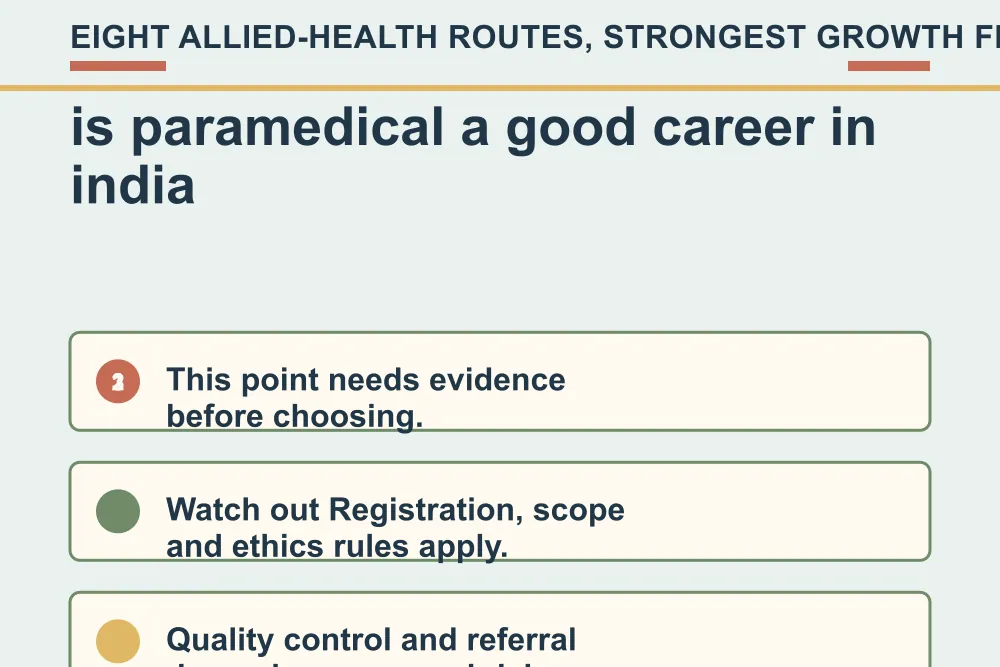 EIGHT ALLIED-HEALTH ROUTES, STRONGEST GROWTH
is paramedical a good career in
india
This point needs evidence
before choosing.
Watch out Registration, scope
and ethics rules apply.
Quality control and referral